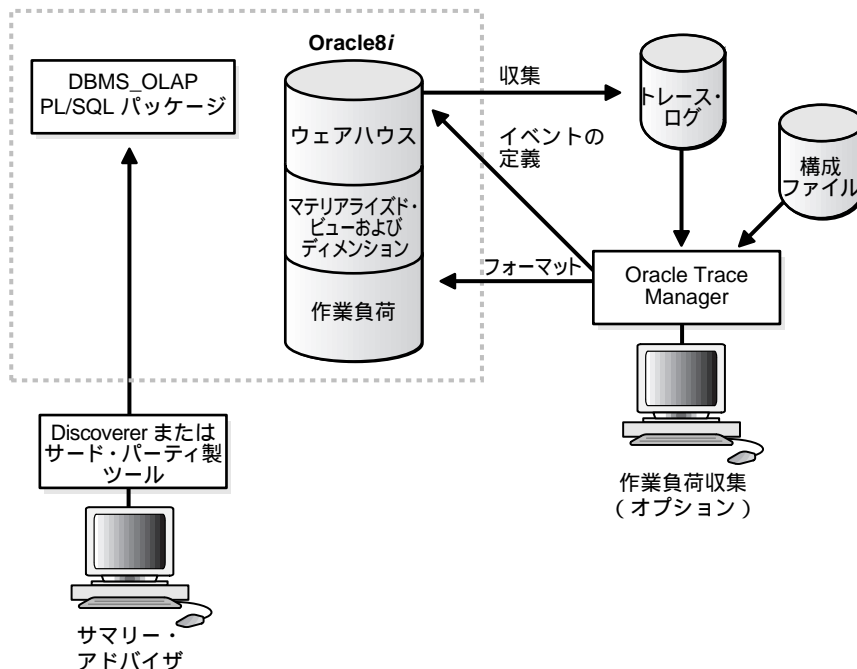 Oracle8i
DBMS_OLAP
PL/SQL パッケージ
ウェアハウス
マテリアライズド・
ビューおよび
ディメンション
作業負荷
収集
イベントの
定義
フォーマット
トレース・
ログ
構成
ファイル
Oracle Trace
Manager
作業負荷収集
（オプション）
Discoverer または
サード・パーティ製
ツール
サマリー・
アドバイザ